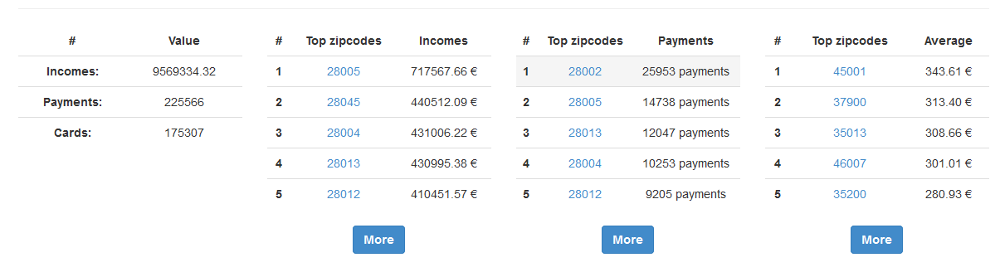 # Value
Incomes: 9569334.32
Payments: 225566
Cards: 175307
# Top zipcodes Incomes
1 28005 717567.66 €
2 28045 440512.09 €
3 28004 431006.22 €
4 28013 430995.38 €
5 28012 410451.57 €
More
# Top zipcodes Payments
1 28002 25953 payments
2 28005 14738 payments
3 28013 12047 payments
4 28004 10253 payments
5 28012 9205 payments
More
# Top zipcodes Average
1 45001 343.61 €
2 37900 313.40 €
3 35013 308.66 €
4 46007 301.01 €
5 35200 280.93 €
More